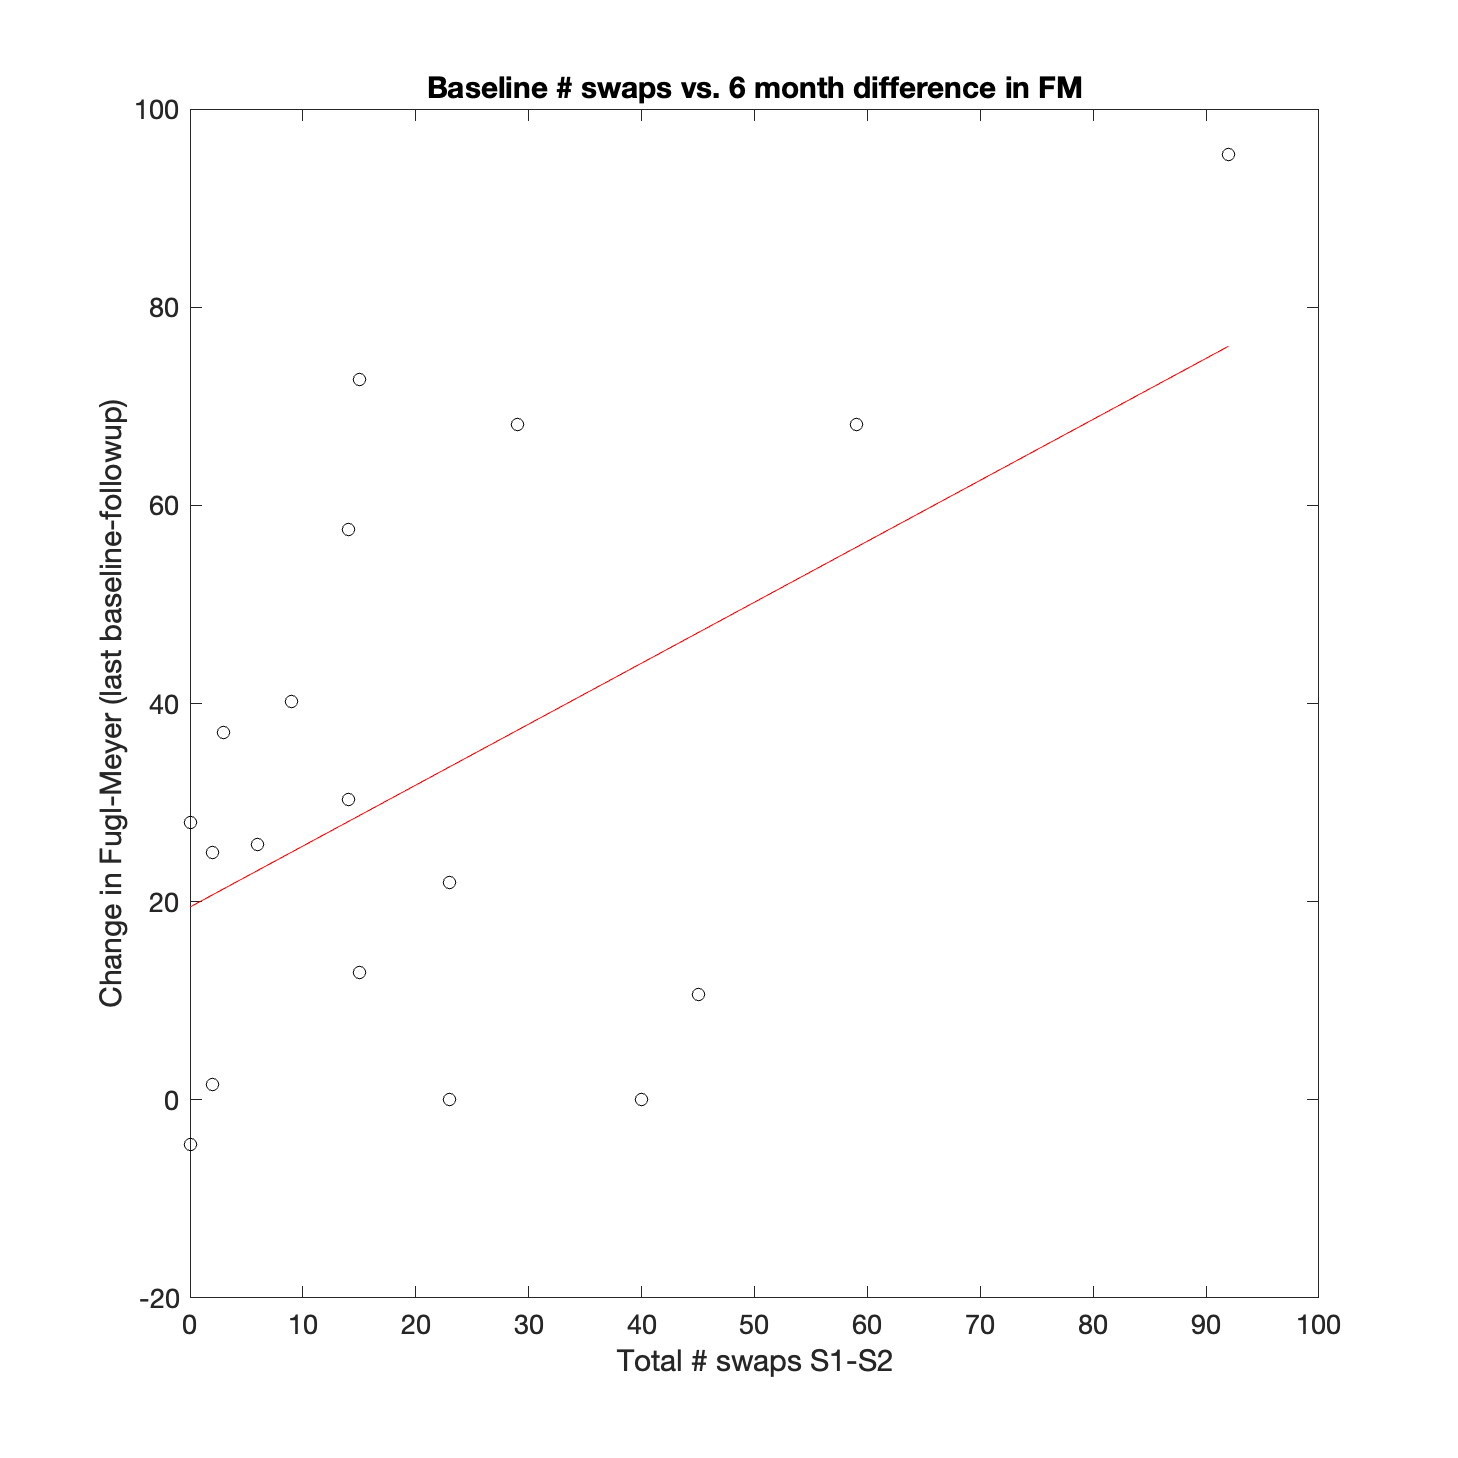 Baseline # swaps vs. 6 month difference in FM
100
80
60
40
20
0
-20
Change in Fugl-Meyer (last baseline-followup)
0 10 20 30 40 50 60 70 80 90 100
Total # swaps S1-S2